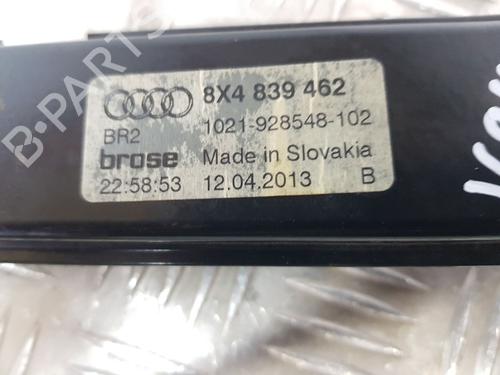 8X4 839 462
BR2 1021-928548-102
brose Made in Slovakia
22:58:53 12.04.2013 B
B-PARTS